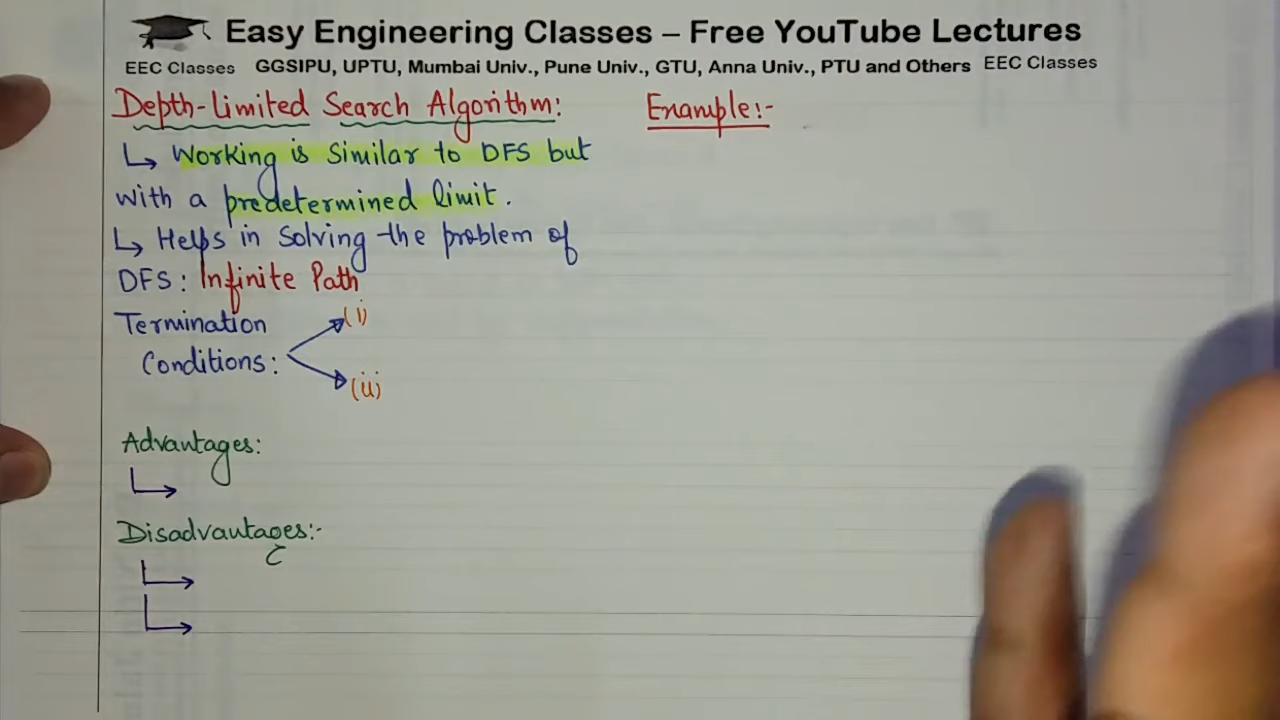 Easy Engineering Classes – Free YouTube Lectures
EEC Classes GGSIPU, UPTU, Mumbai Univ., Pune Univ., GTU, Anna Univ., PTU and Others EEC Classes
Depth-Limited Search Algorithm:
↳ Working is Similar to DFS but
with a predetermined limit.
↳ Helps in Solving the problem of
DFS: Infinite Path
Termination
Conditions:
(i)
(ii)
Advantages:
Disadvantages:-
Example:-